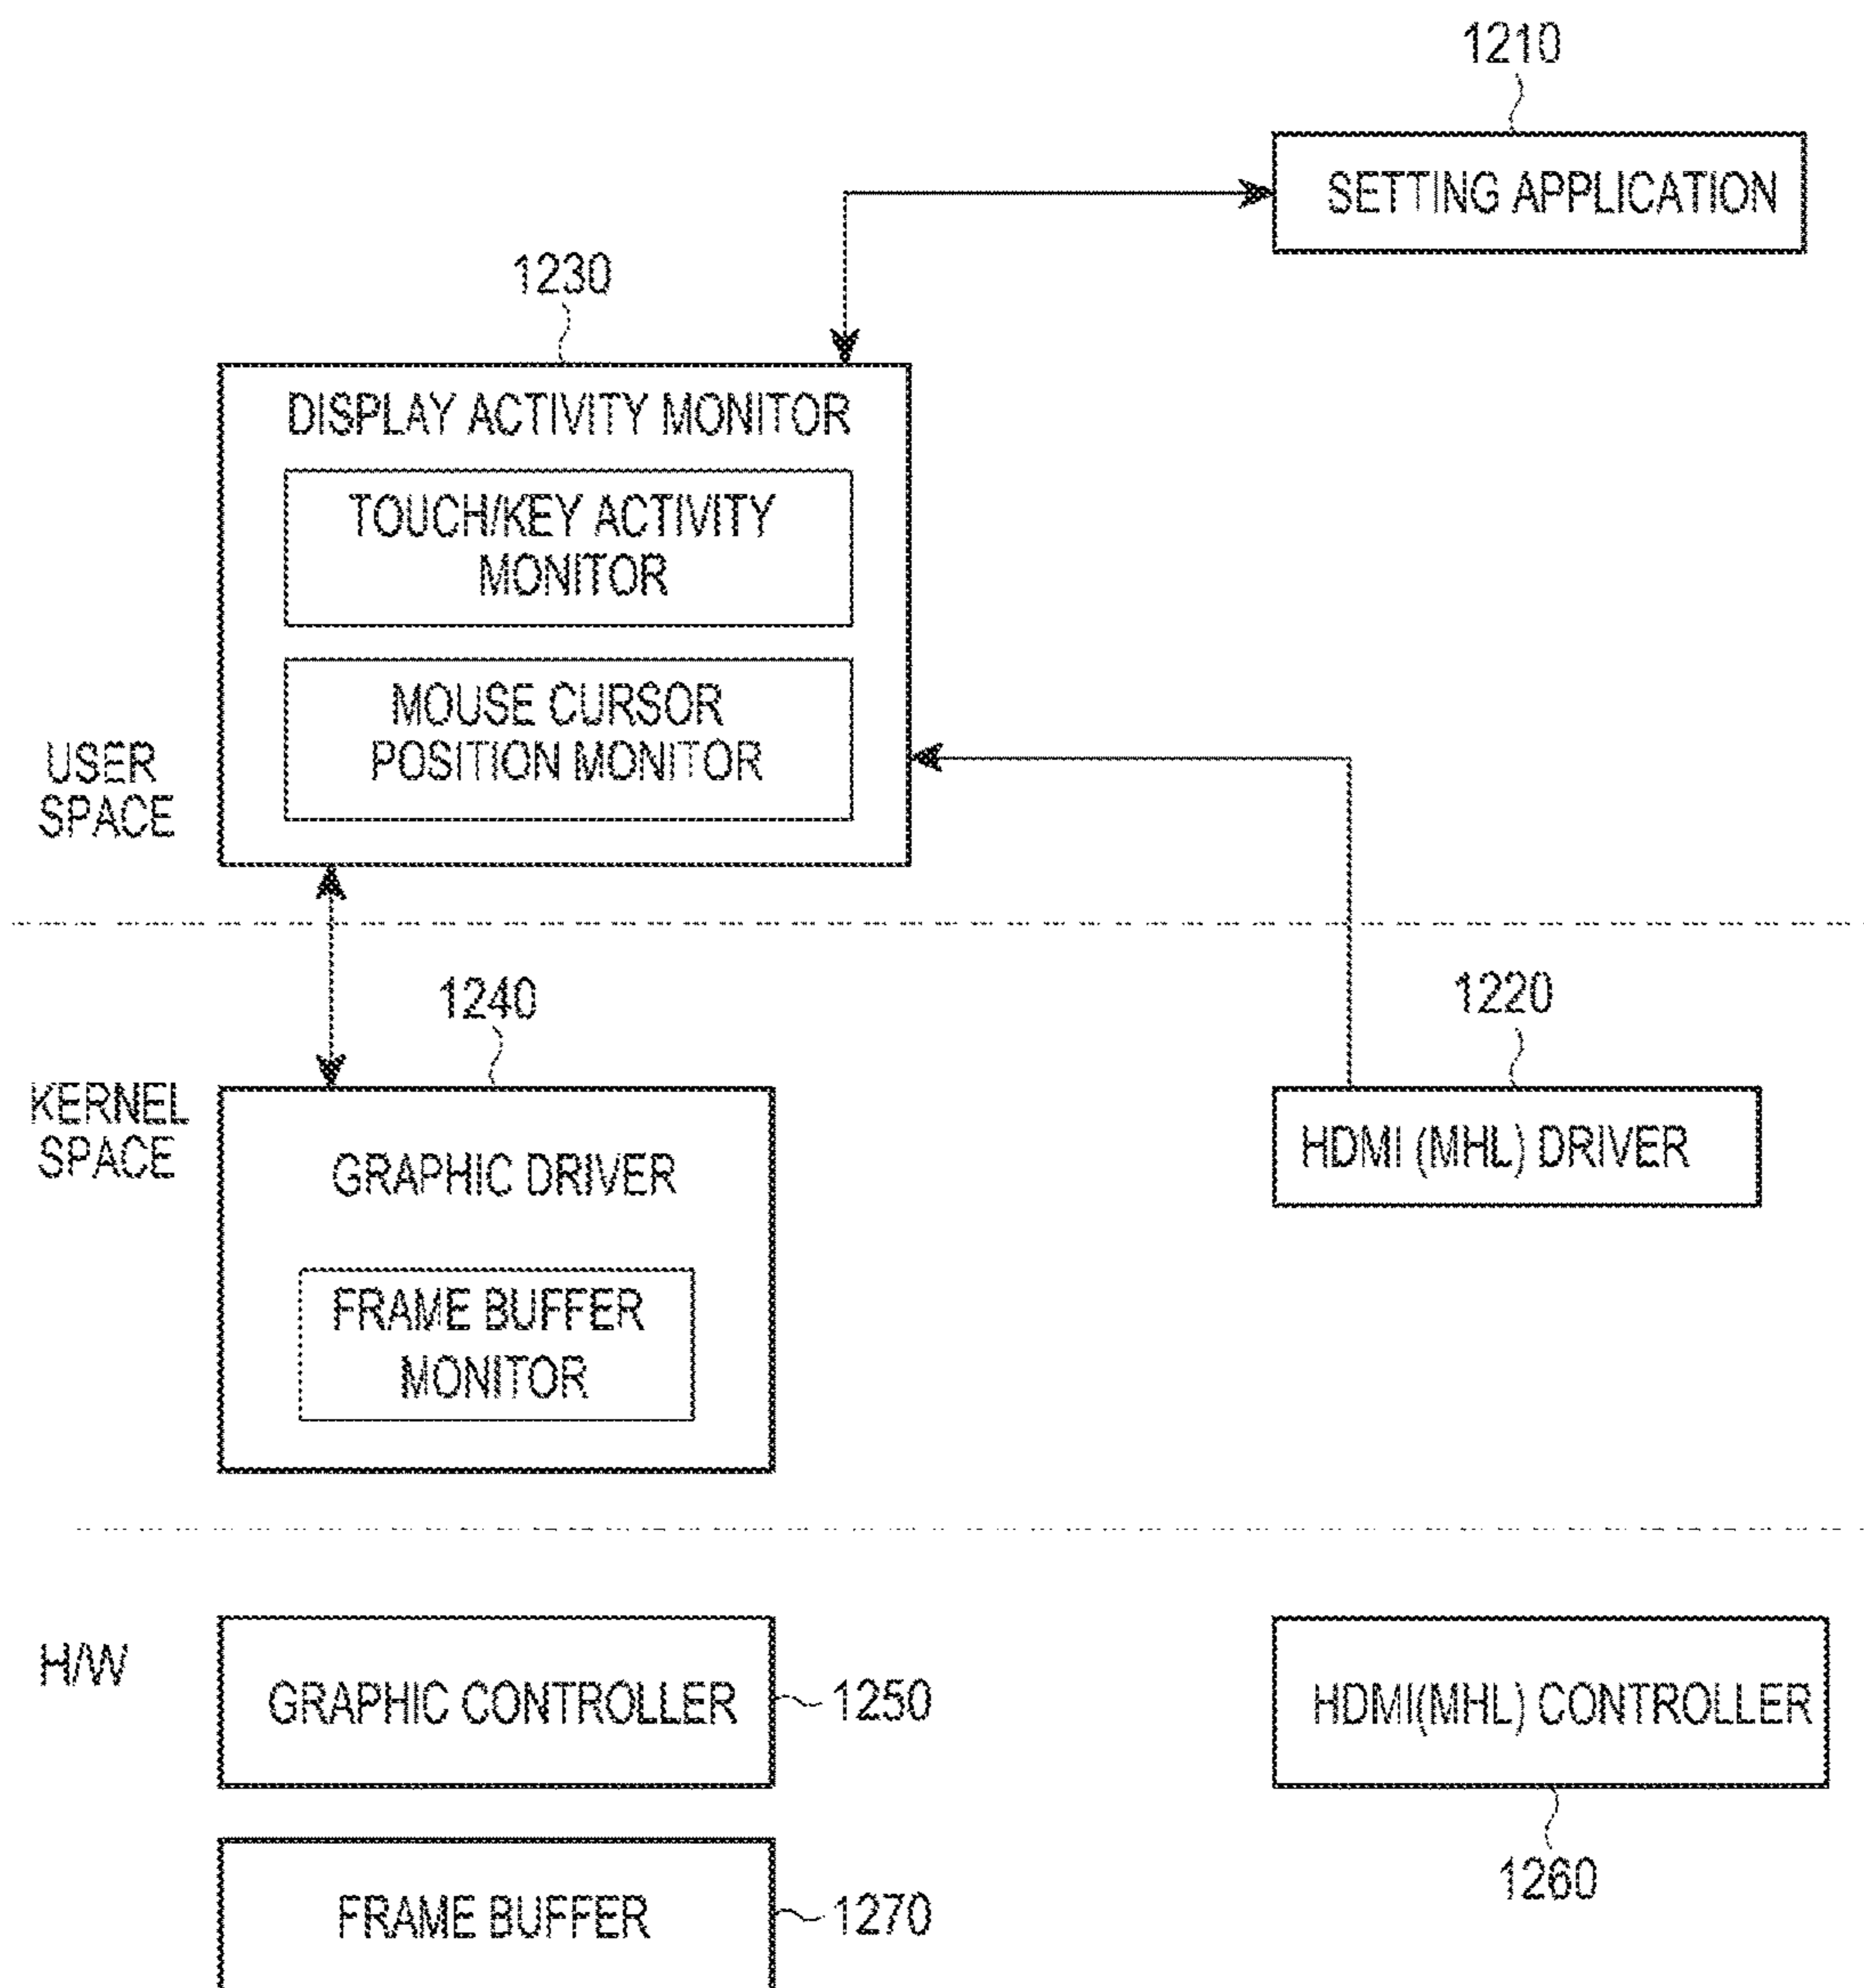 1210
SETTING APPLICATION
1230
DISPLAY ACTIVITY MONITOR
TOUCH/KEY ACTIVITY
MONITOR
MOUSE CURSOR
POSITION MONITOR
USER
SPACE
1240
1220
KERNEL
SPACE
GRAPHIC DRIVER
HDMI (MHL) DRIVER
FRAME BUFFER
MONITOR
H/W
GRAPHIC CONTROLLER
1250
HDMI(MHL) CONTROLLER
1260
FRAME BUFFER
1270